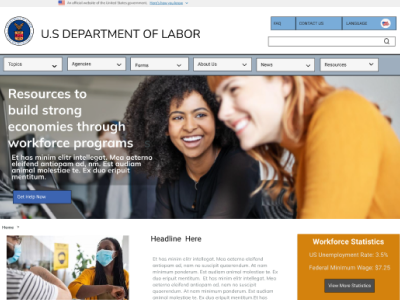 An official website of the United States government
Here's how you know
U.S DEPARTMENT OF LABOR
FAQ
CONTACT US
LANGUAGE
Topics
Agencies
Forms
About Us
News
Resources
Resources to
build strong
economies through
workforce programs
Et has minim elitr intellegat. Mea aeterno
eleifend antiopam ad, nm. Est audiam
animal molestiae te. Ex duo eripuit
mentitum.
Get Help Now
Home
Headline Here
Et has minim elitr intellegat. Mea aeterno eleifend
antiopam ad, nam no suscipit quaerendum. At nam
minimum ponderum. Est audiam animal molestiae te.
Ex duo eripuit mentitum. Et has minim elitr
intellegat. Mea aeterno eleifend antiopam ad, nam
no suscipit quaerendum. At nam minimum
ponderum. Est audiam animal molestiae te. Ex duo
Workforce Statistics
US Unemployment Rate: 3.5%
Federal Minimum Wage: $7.25
View More Statistics